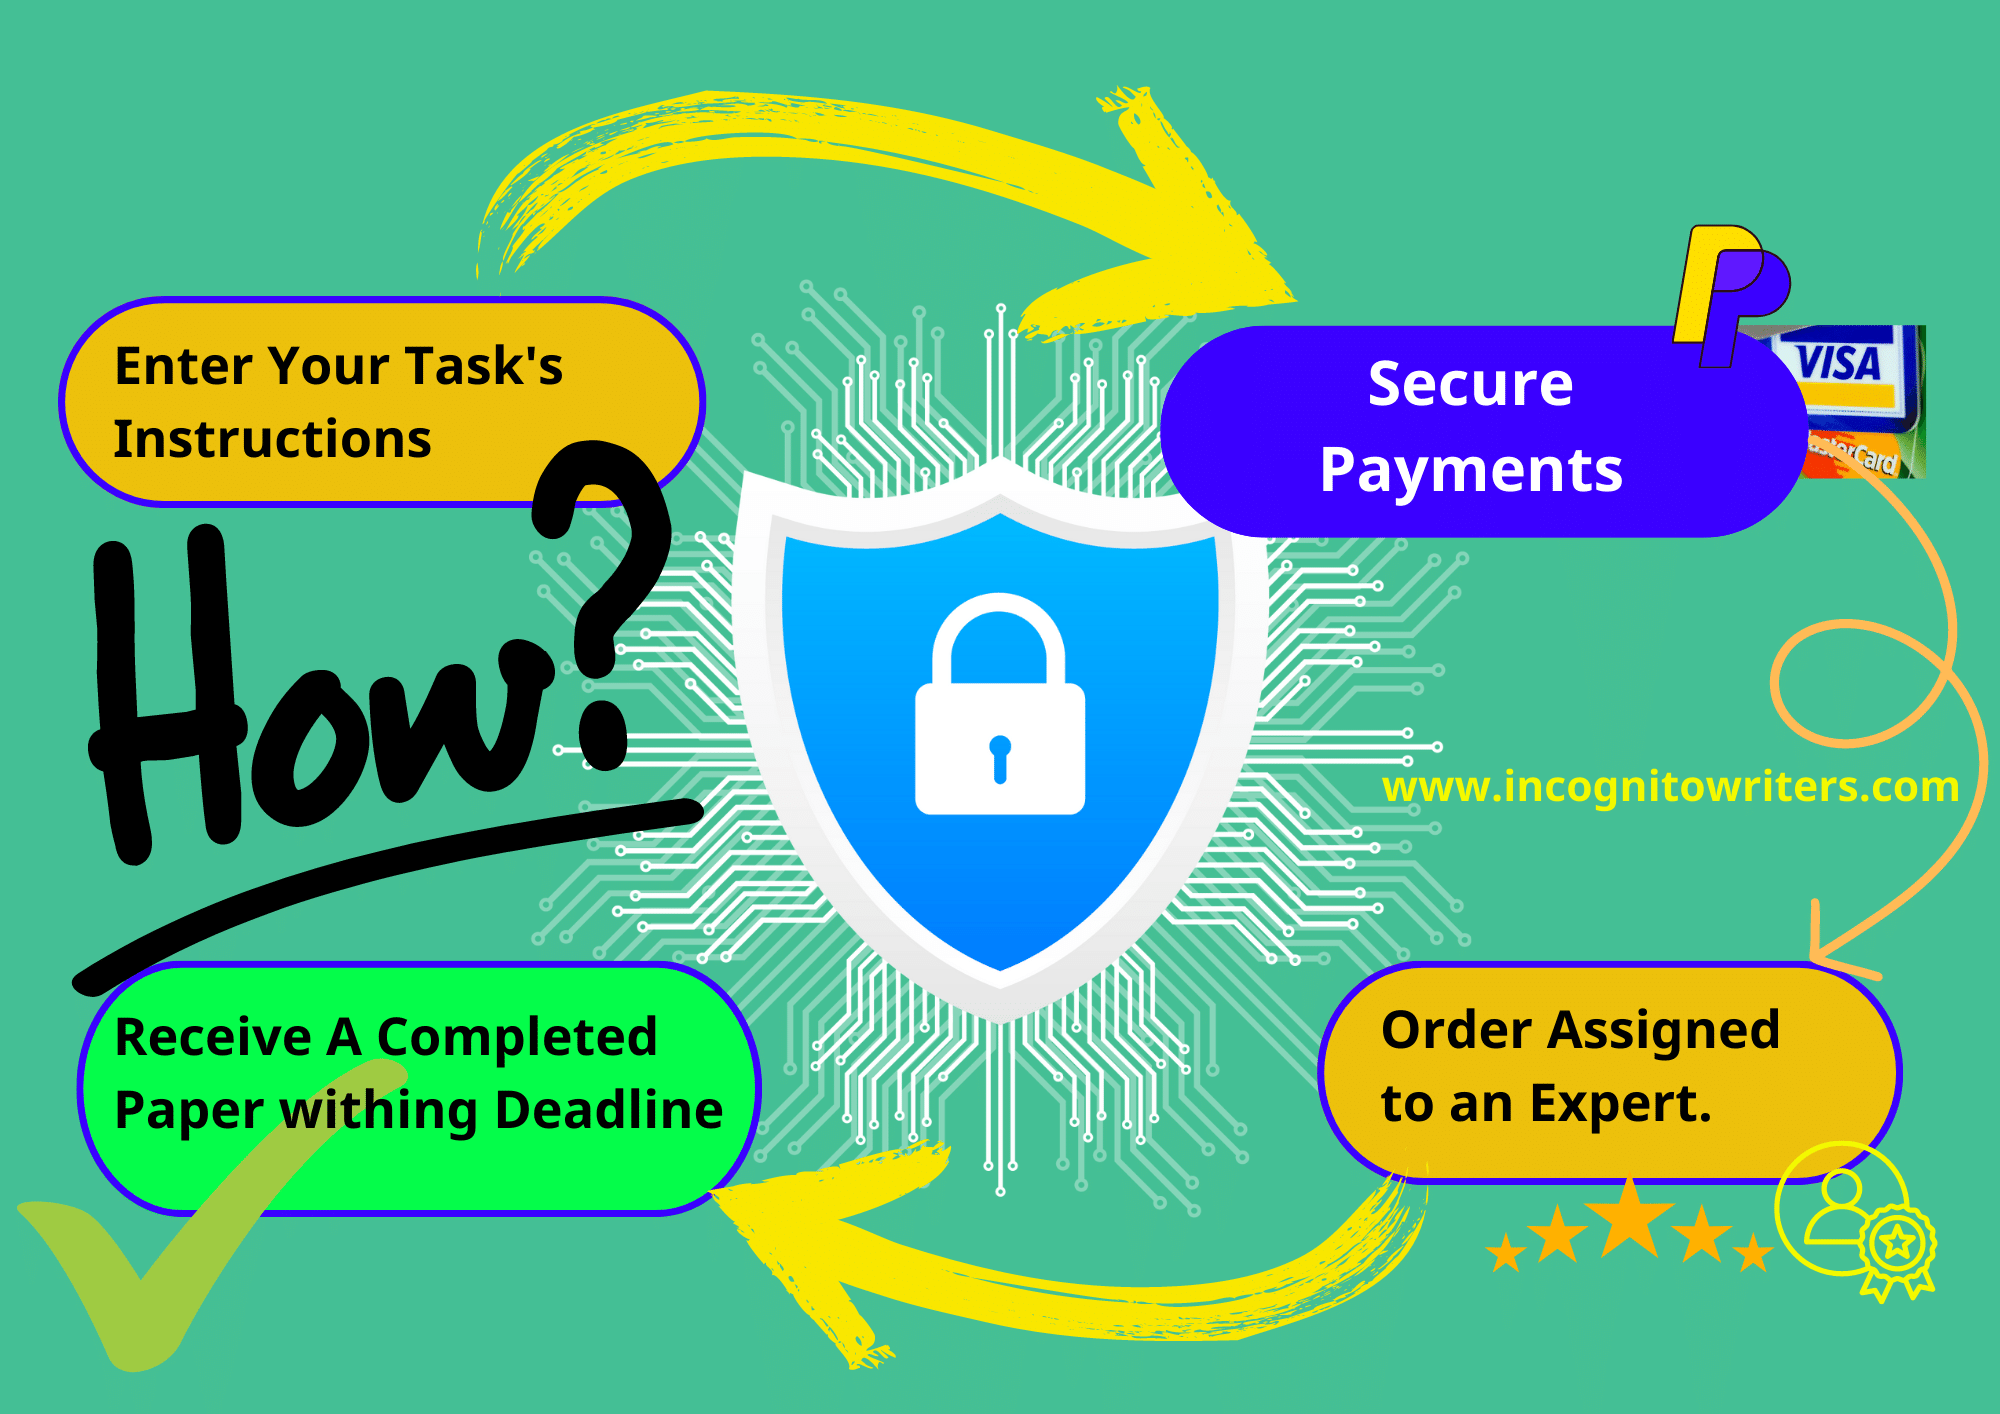 Enter Your Task's
Instructions
Secure
Payments
VISA
How?
www.incognitowriters.com
Receive A Completed
Paper withing Deadline
Order Assigned
to an Expert.